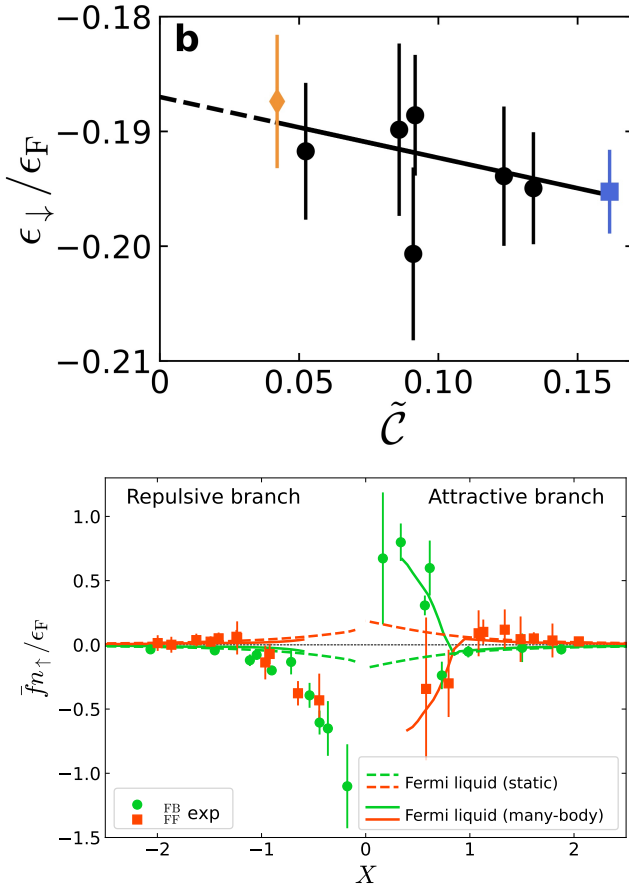 b
−0.18
−0.19
−0.20
−0.21
ϵ↓/ϵF
0
0.05
0.10
0.15
C̃
Repulsive branch
Attractive branch
1.0
0.5
0.0
−0.5
−1.0
−1.5
f̄n↑/ϵF
FB
FF
exp
Fermi liquid (static)
Fermi liquid (many-body)
−2
−1
0
1
2
X